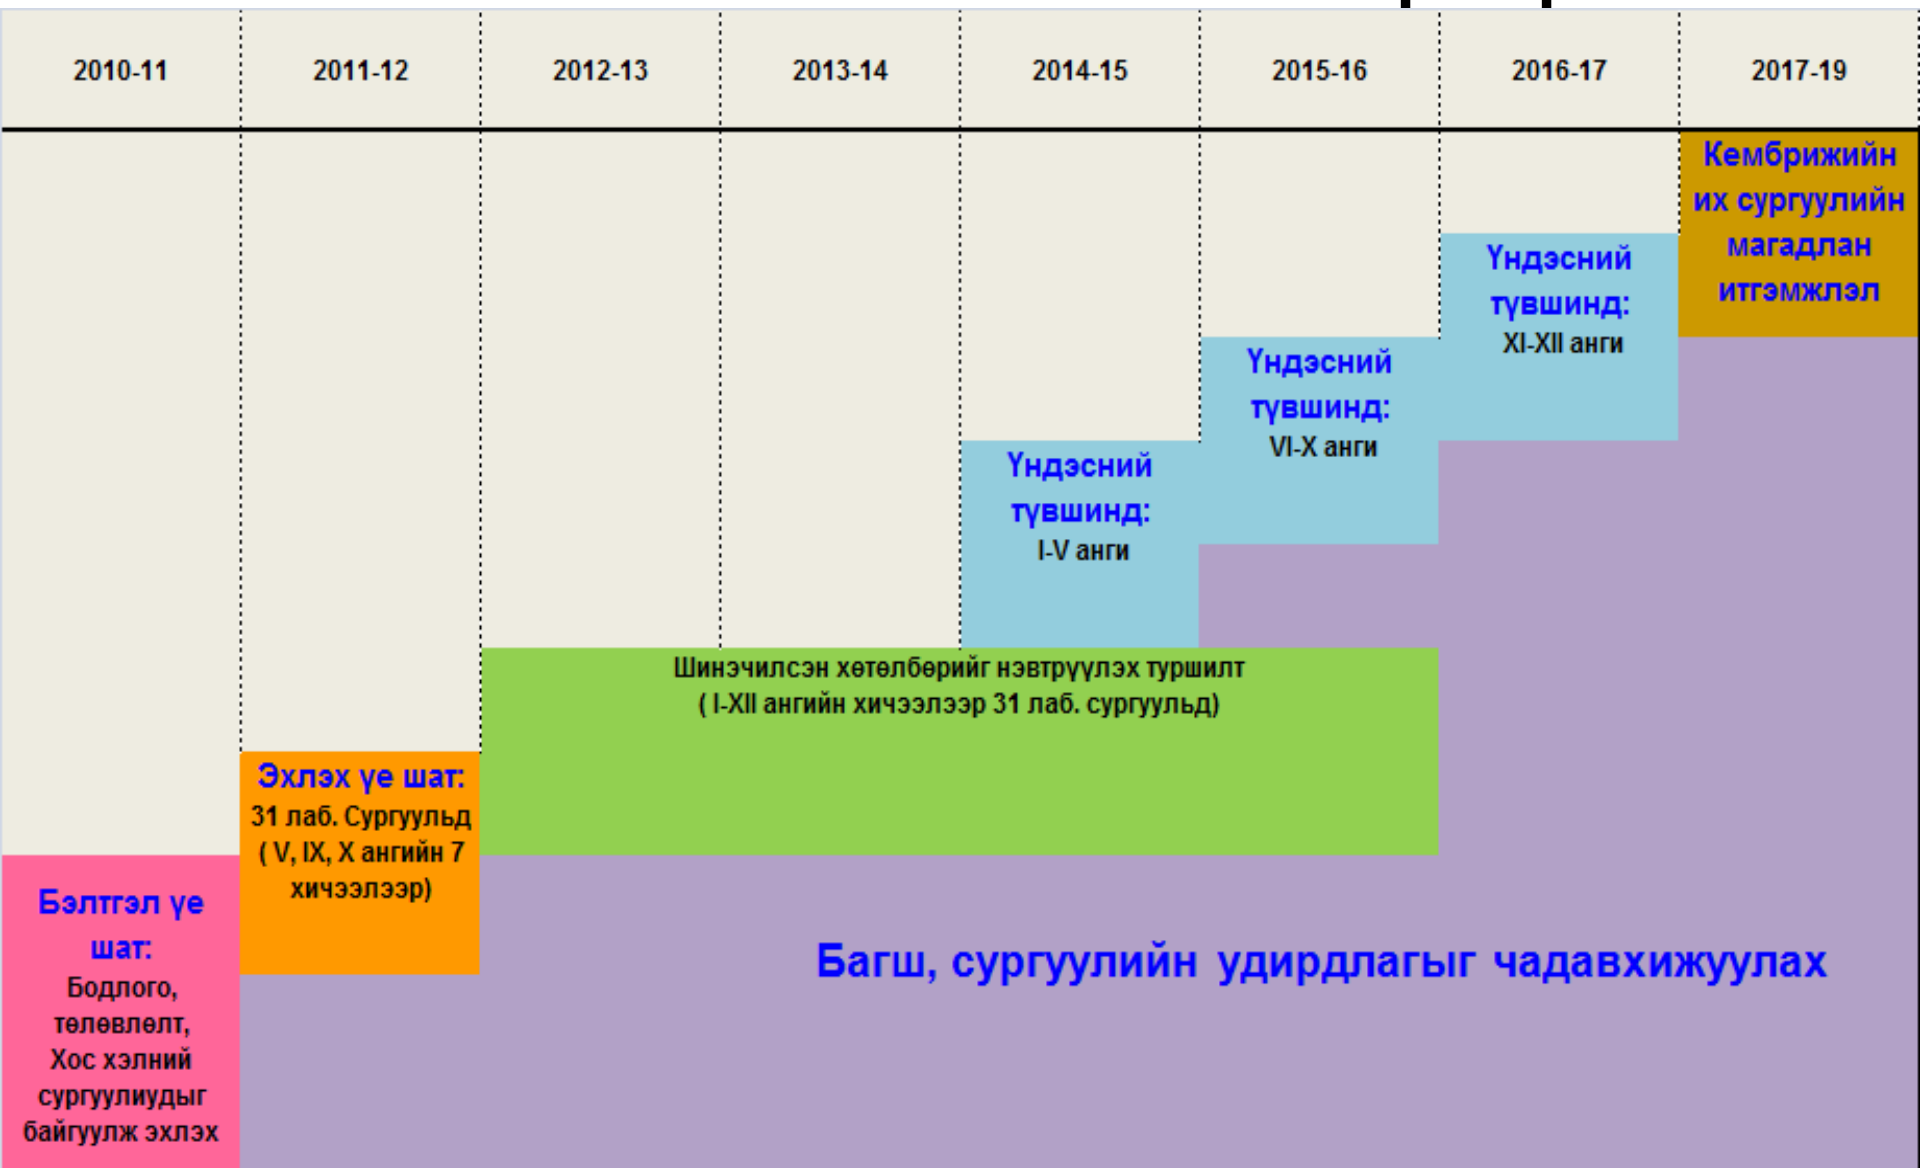 2010-11
2011-12
2012-13
2013-14
2014-15
2015-16
2016-17
2017-19
Кембрижийн
их сургуулийн
магадлан
итгэмжлэл
Үндэсний
түвшинд:
XI-XII анги
Үндэсний
түвшинд:
VI-X анги
Үндэсний
түвшинд:
I-V анги
Шинэчилсэн хөтөлбөрийг нэвтрүүлэх туршилт
( I-XII ангийн хичээлээр 31 лаб. сургуульд)
Эхлэх үе шат:
31 лаб. Сургуульд
( V, IX, X ангийн 7
хичээлээр)
Бэлтгэл үе
шат:
Бодлого,
төлөвлөлт,
Хос хэлний
сургуулиудыг
байгуулж эхлэх
Багш, сургуулийн удирдлагыг чадавхижуулах